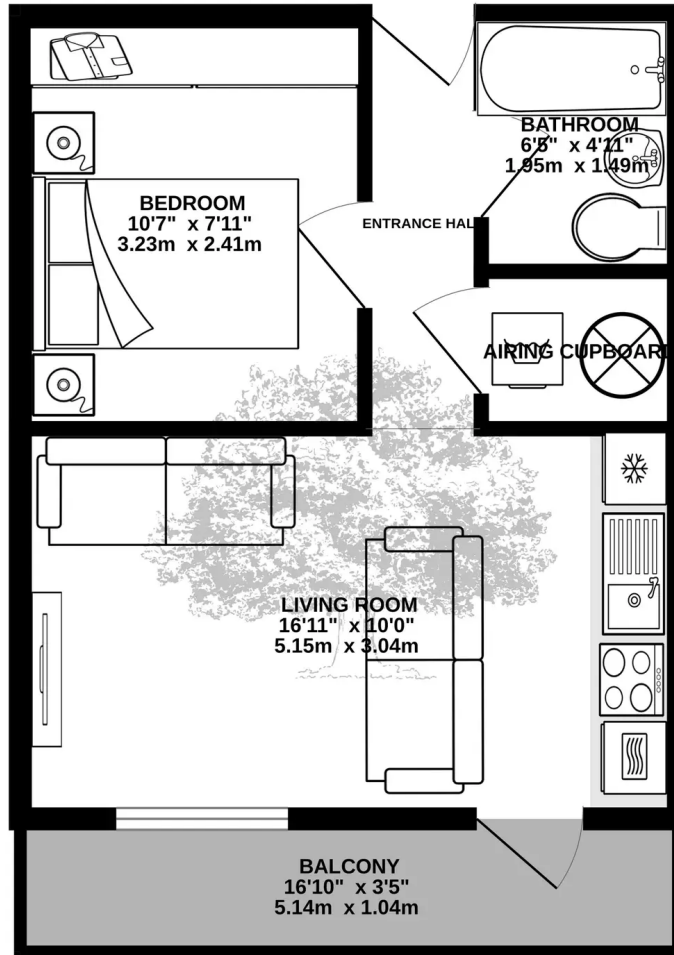 BATHROOM
6'5" x 4'11"
1.95m x 1.49m
BEDROOM
10'7" x 7'11"
3.23m x 2.41m
ENTRANCE HAL
AIRING CUPBOARD
LIVING ROOM
16'11" x 10'0"
5.15m x 3.04m
BALCONY
16'10" x 3'5"
5.14m x 1.04m